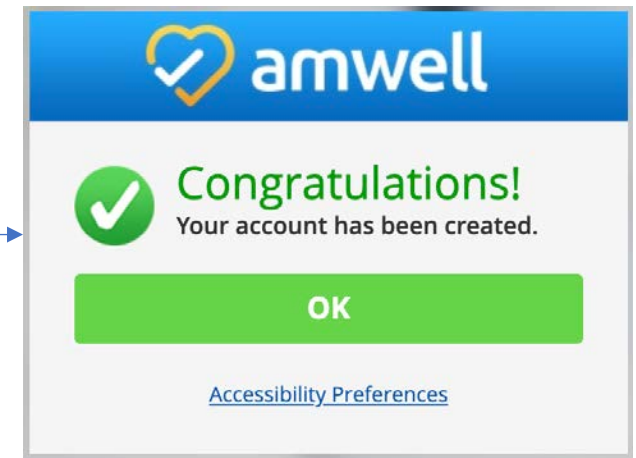 amwell
Congratulations!
Your account has been created.
OK
Accessibility Preferences